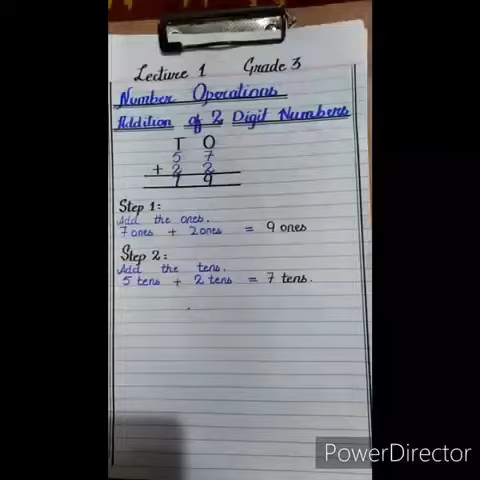 Lecture 1 Grade 3
Number Operations
Addition of 2 Digit Numbers
T O
5 7
+ 2 2
7 9
Step 1:
Add the ones.
7 ones + 2 ones = 9 ones
Step 2:
Add the tens.
5 tens + 2 tens = 7 tens.
PowerDirector